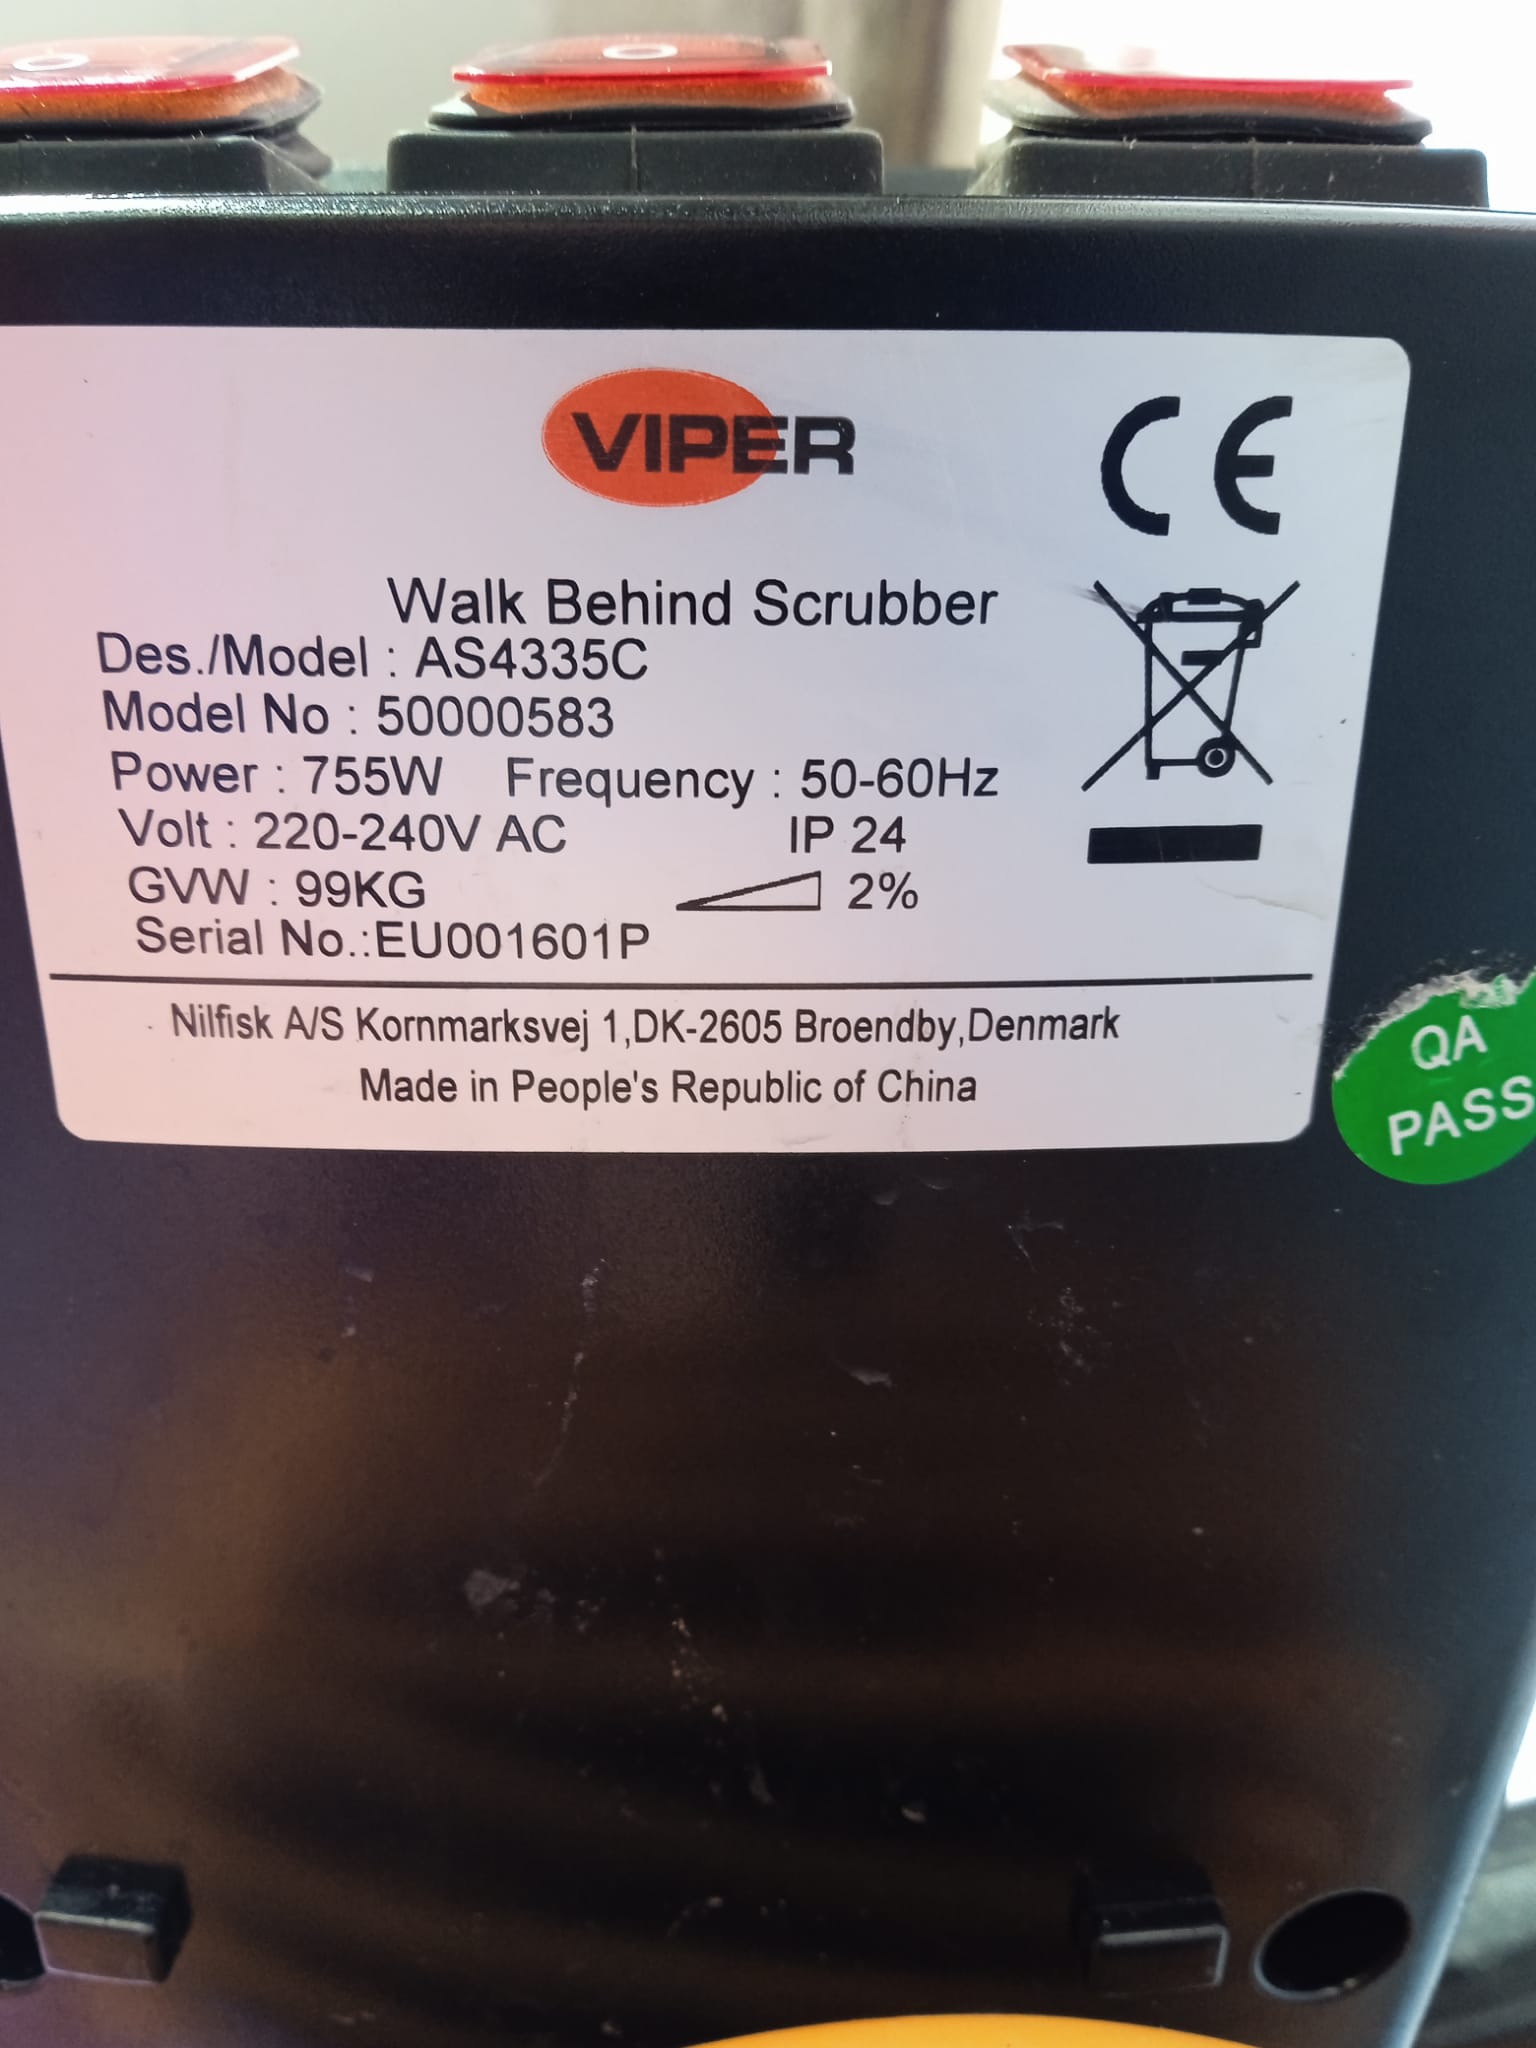 VIPER
CE
Walk Behind Scrubber
Des./Model : AS4335C
Model No : 50000583
Power : 755W Frequency : 50-60Hz
Volt : 220-240V AC IP 24
GVW : 99KG 2%
Serial No.:EU001601P
Nilfisk A/S Kornmarksvej 1,DK-2605 Broendby,Denmark
Made in People's Republic of China
QA
PASS